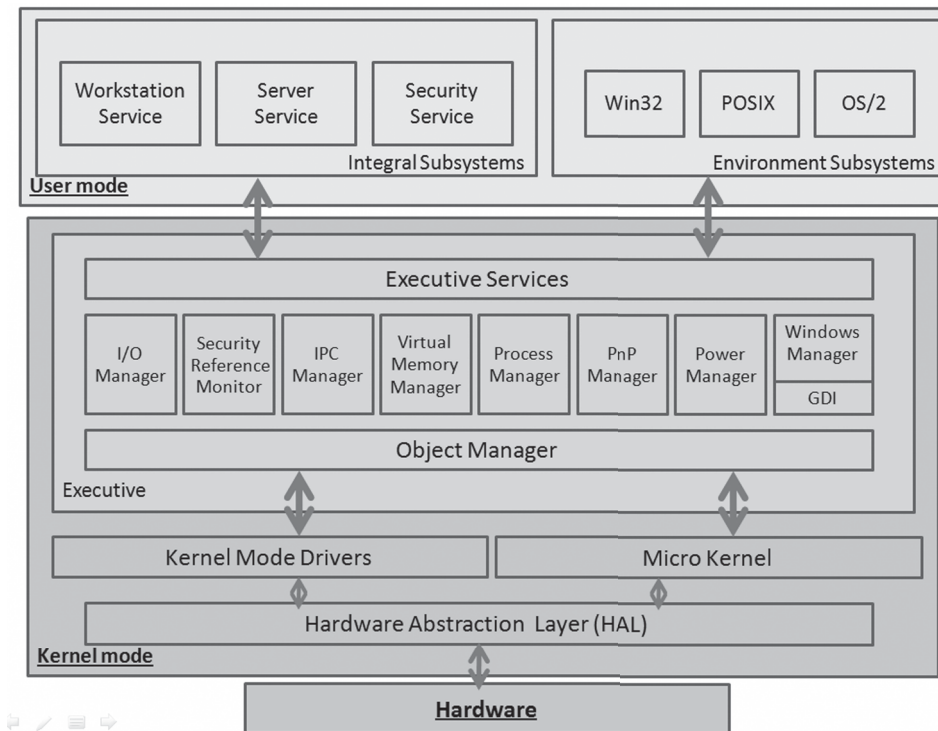 Workstation
Service
Server
Service
Security
Service
Integral Subsystems
Win32
POSIX
OS/2
Environment Subsystems
User mode
Executive Services
I/O
Manager
Security
Reference
Monitor
IPC
Manager
Virtual
Memory
Manager
Process
Manager
PnP
Manager
Power
Manager
Windows
Manager
GDI
Object Manager
Executive
Kernel Mode Drivers
Micro Kernel
Hardware Abstraction Layer (HAL)
Kernel mode
Hardware